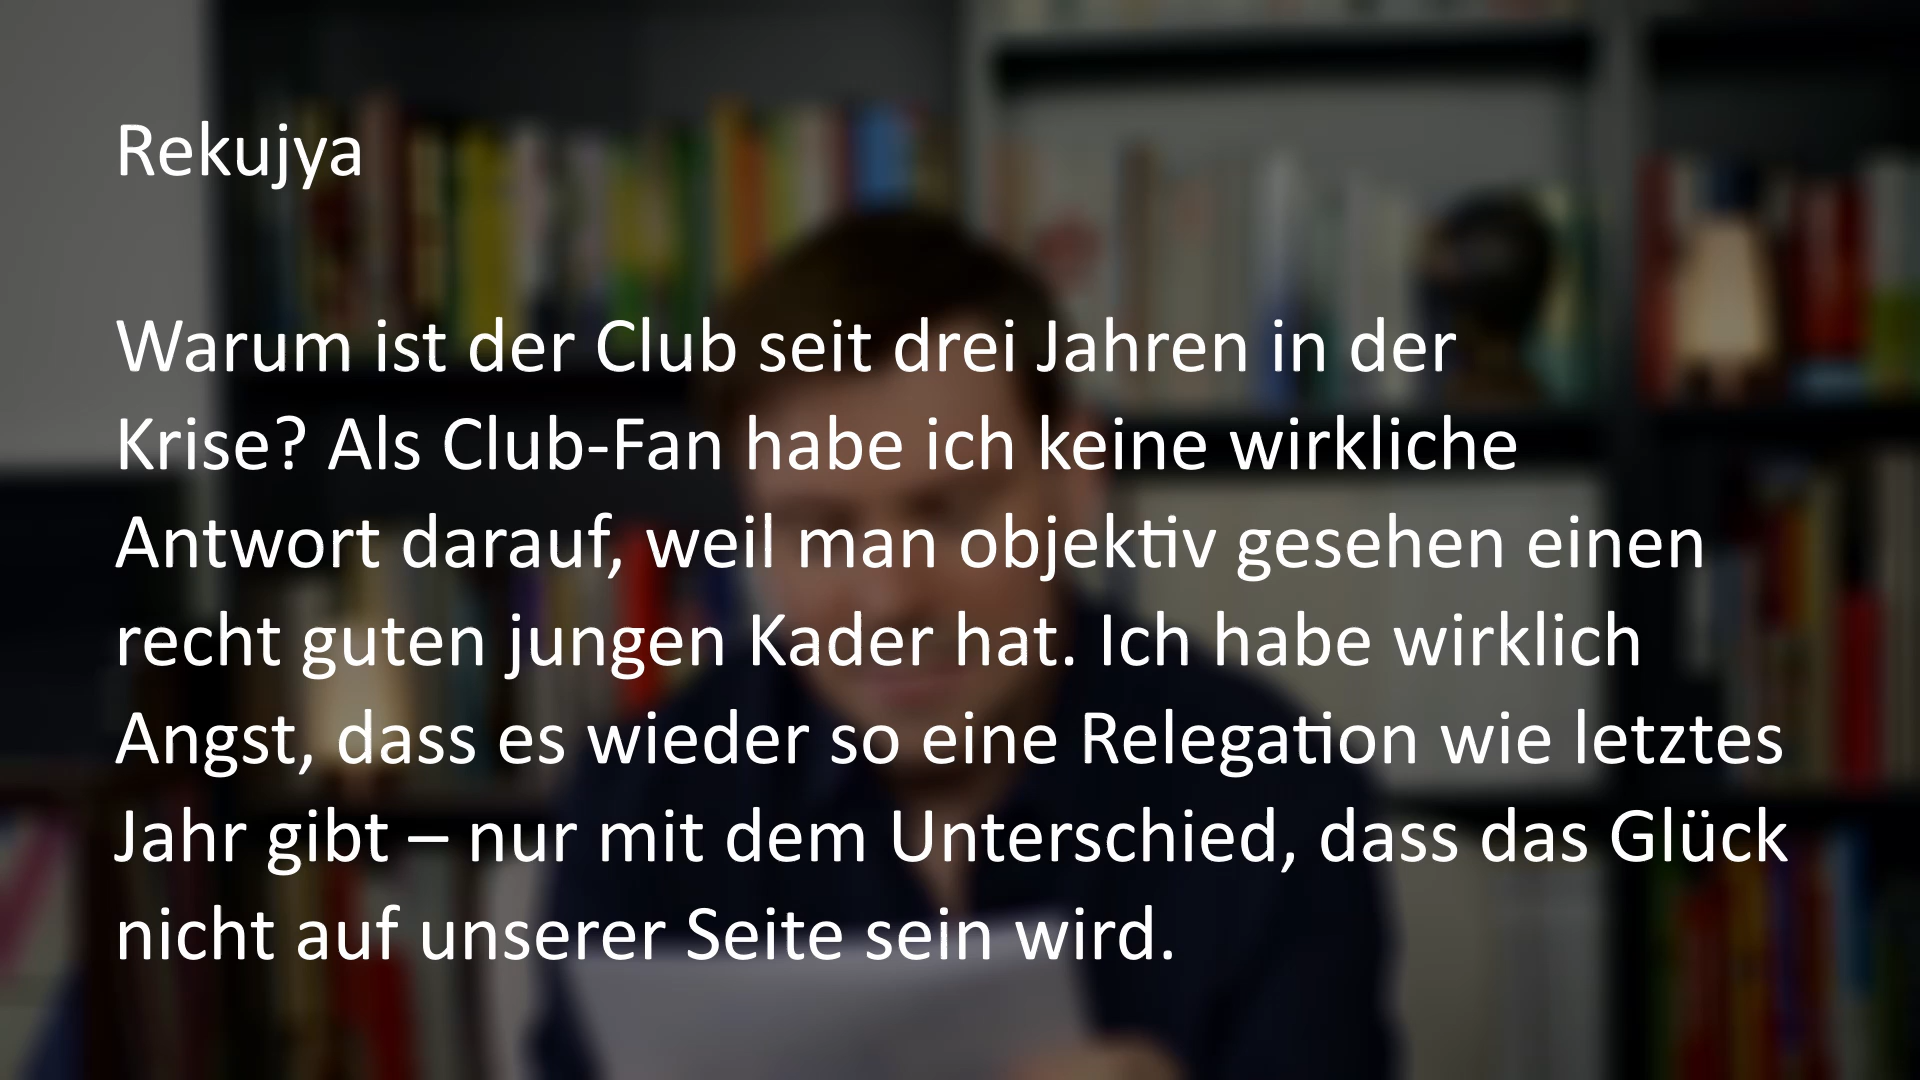 Rekujya
Warum ist der Club seit drei Jahren in der
Krise? Als Club-Fan habe ich keine wirkliche
Antwort darauf, weil man objektiv gesehen einen
recht guten jungen Kader hat. Ich habe wirklich
Angst, dass es wieder so eine Relegation wie letztes
Jahr gibt – nur mit dem Unterschied, dass das Glück
nicht auf unserer Seite sein wird.